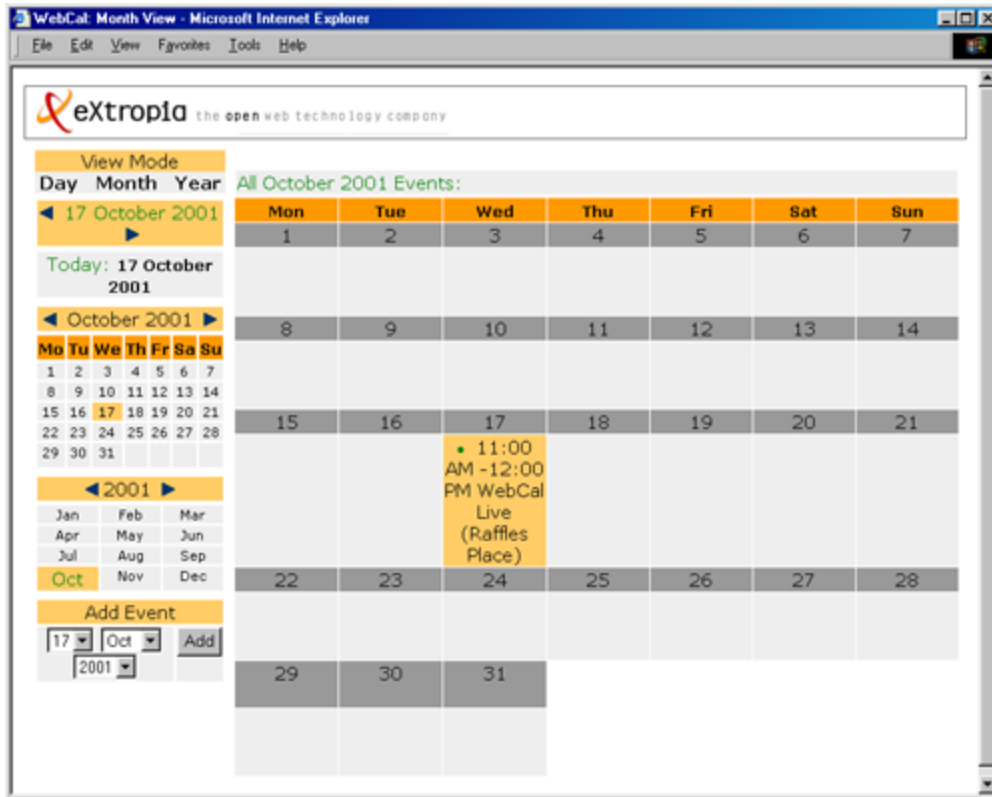 WebCal: Month View - Microsoft Internet Explorer
File Edit View Favorites Tools Help
eXtropia the open web technology company
View Mode
Day Month Year
17 October 2001
Today: 17 October
2001
October 2001
Mo Tu We Th Fr Sa Su
1 2 3 4 5 6 7
8 9 10 11 12 13 14
15 16 17 18 19 20 21
22 23 24 25 26 27 28
29 30 31
2001
Jan Feb Mar
Apr May Jun
Jul Aug Sep
Oct Nov Dec
Add Event
17 Oct Add
2001
All October 2001 Events:
Mon Tue Wed Thu Fri Sat Sun
1 2 3 4 5 6 7
8 9 10 11 12 13 14
15 16 17 18 19 20 21
• 11:00
AM -12:00
PM WebCal
Live
(Raffles
Place)
22 23 24 25 26 27 28
29 30 31